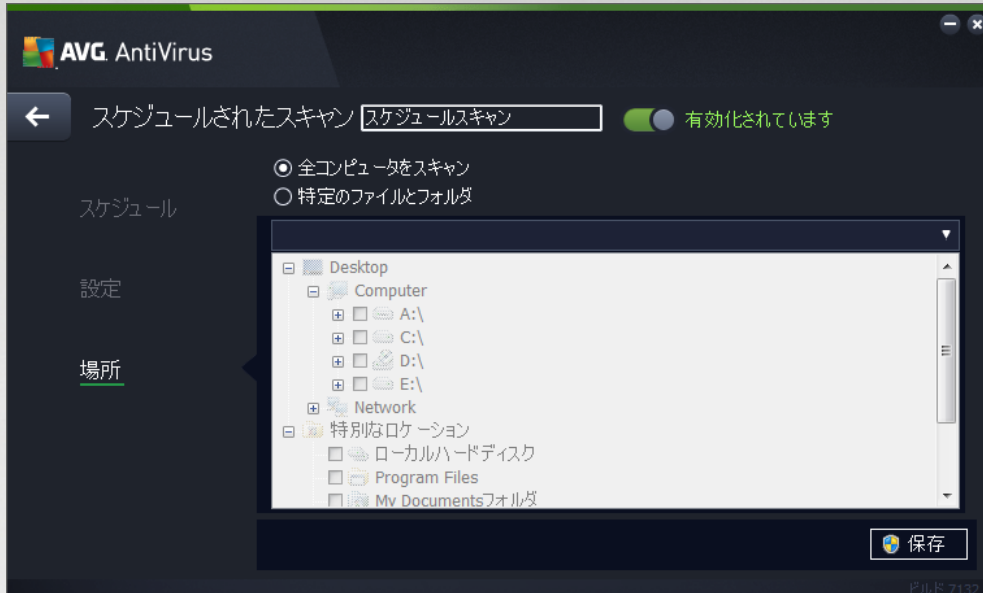 AVG AntiVirus
スケジュールされたスキャン スケジュールスキャン 有効化されています
全コンピュータをスキャン
特定のファイルとフォルダ
スケジュール
設定
場所
Desktop
Computer
A:\
C:\
D:\
E:\
Network
特別なロケーション
ローカルハードディスク
Program Files
My Documentsフォルダ
保存
ビルド 7132